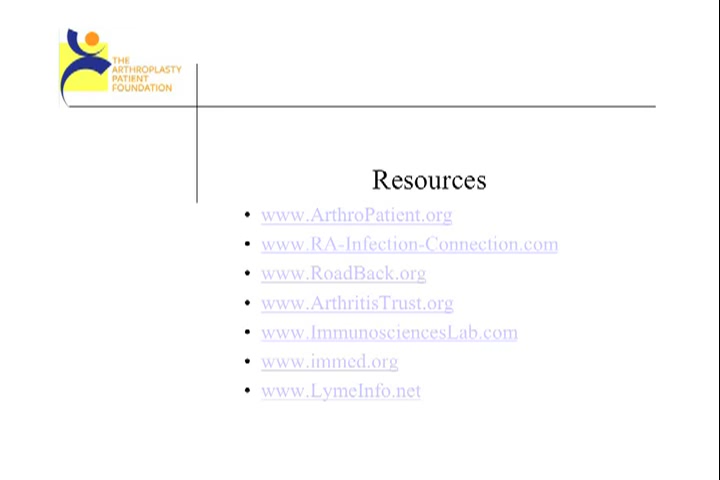 THE
ARTHROPLASTY
PATIENT
FOUNDATION
Resources
• www.ArthroPatient.org
• www.RA-Infection-Connection.com
• www.RoadBack.org
• www.ArthritisTrust.org
• www.ImmunosciencesLab.com
• www.immed.org
• www.LymeInfo.net